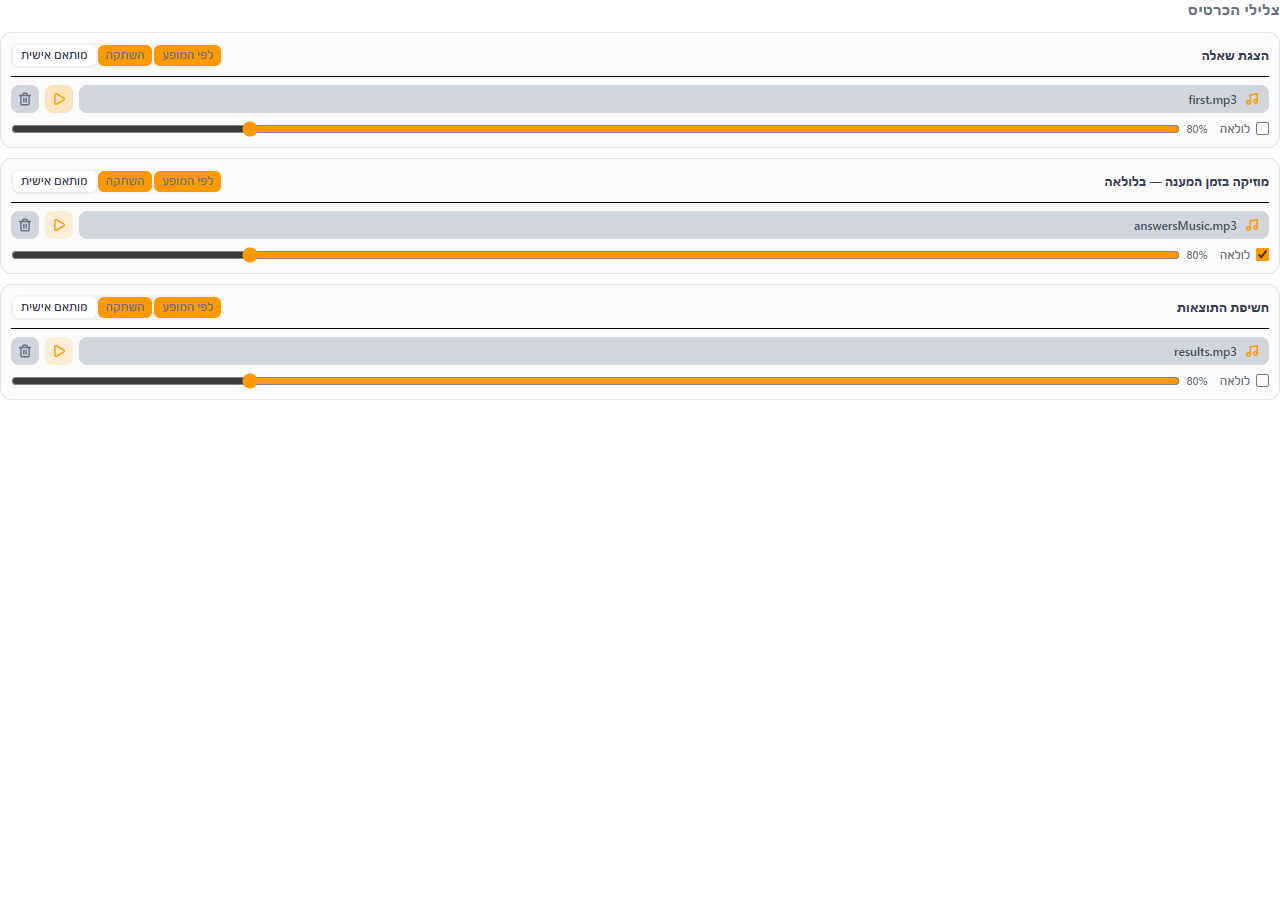 צלילי הכרטיס
הצגת שאלה
לפי המופע השתקה מותאם אישית
first.mp3
לולאה 80%
מוזיקה בזמן המענה — בלולאה
לפי המופע השתקה מותאם אישית
answersMusic.mp3
לולאה 80%
חשיפת התוצאות
לפי המופע השתקה מותאם אישית
results.mp3
לולאה 80%